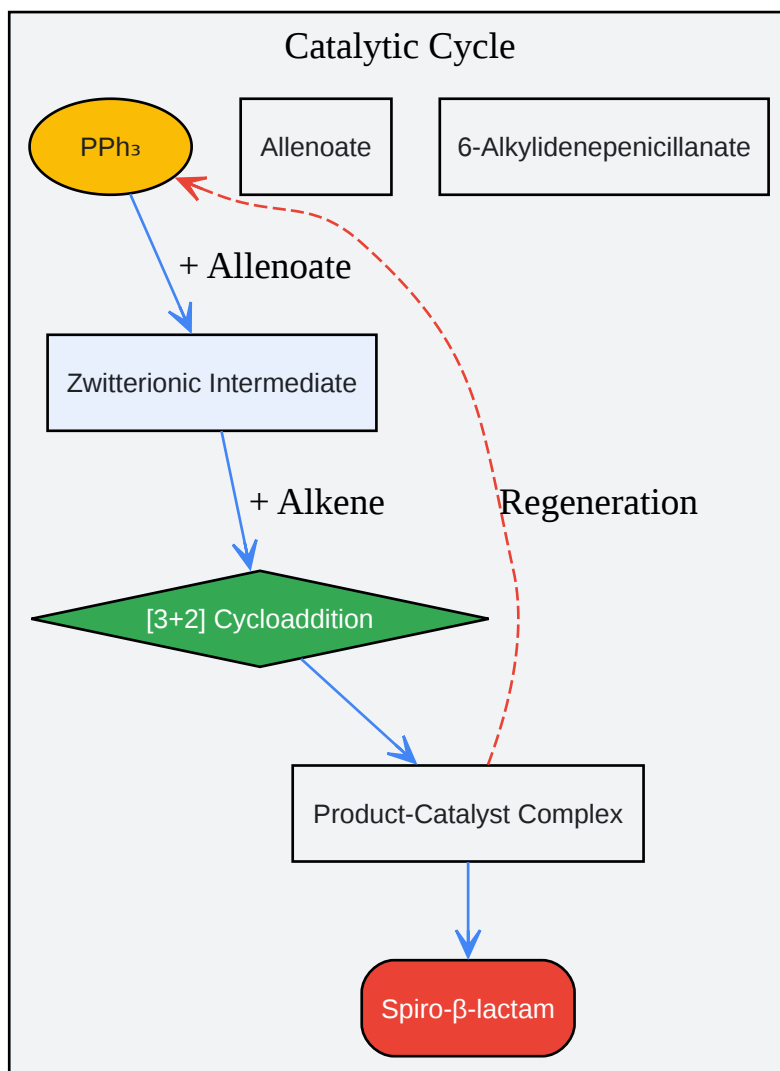 Catalytic Cycle
PPh₃
Allenoate
6-Alkylidenepenicillanate
+ Allenoate
Zwitterionic Intermediate
+ Alkene
Regeneration
[3+2] Cycloaddition
Product-Catalyst Complex
Spiro-β-lactam